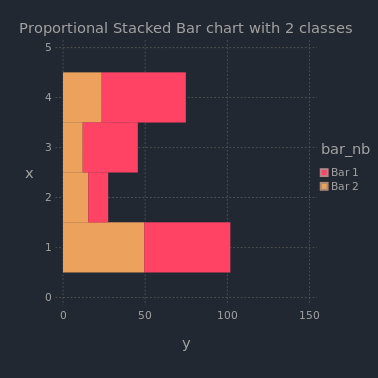 Proportional Stacked Bar chart with 2 classes
5
4
3
2
1
0
x
0 50 100 150
y
bar_nb
Bar 1
Bar 2